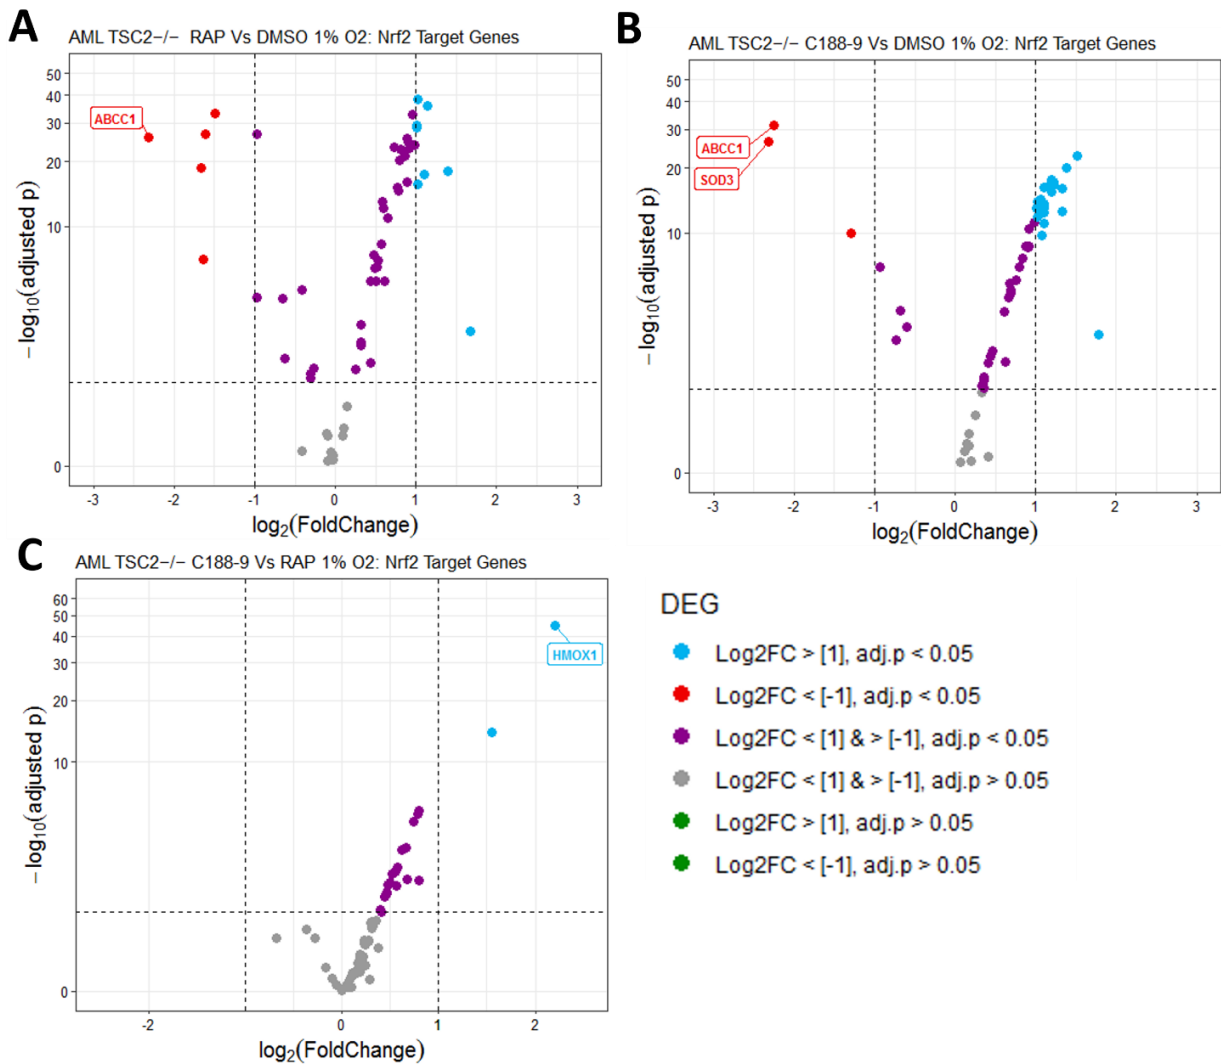 A
AML TSC2−/− RAP Vs DMSO 1% O2: Nrf2 Target Genes
50
40
30
20
10
0
−log10(adjusted p)
ABCC1
-3 -2 -1 0 1 2 3
log2(FoldChange)
B
AML TSC2−/− C188-9 Vs DMSO 1% O2: Nrf2 Target Genes
50
40
30
20
10
0
−log10(adjusted p)
ABCC1
SOD3
-3 -2 -1 0 1 2 3
log2(FoldChange)
C
AML TSC2−/− C188-9 Vs RAP 1% O2: Nrf2 Target Genes
60
50
40
30
20
10
0
−log10(adjusted p)
HMOX1
-2 0 1 2
log2(FoldChange)
DEG
Log2FC > [1], adj.p < 0.05
Log2FC < [-1], adj.p < 0.05
Log2FC < [1] & > [-1], adj.p < 0.05
Log2FC < [1] & > [-1], adj.p > 0.05
Log2FC > [1], adj.p > 0.05
Log2FC < [-1], adj.p > 0.05